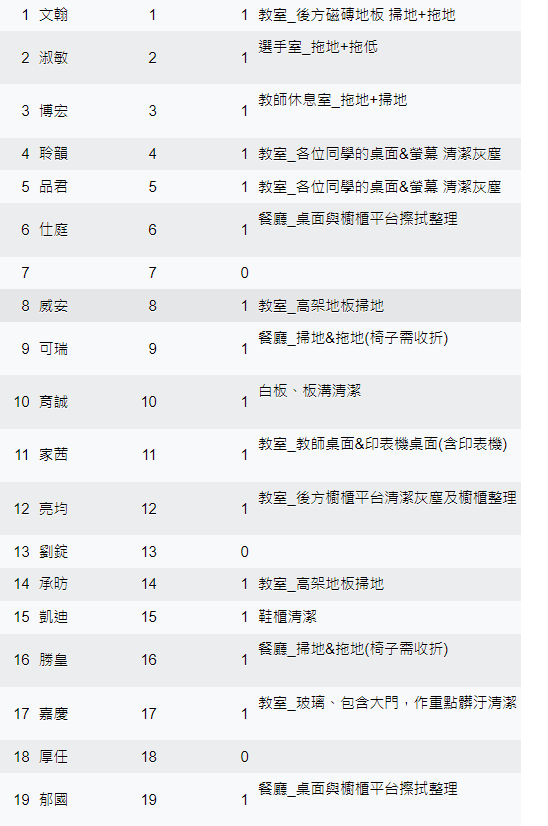 1 文翰 1 1 教室_後方磁磚地板 掃地+拖地
2 淑敏 2 1 選手室_拖地+拖低
3 博宏 3 1 教師休息室_拖地+掃地
4 聆韻 4 1 教室_各位同學的桌面&螢幕 清潔灰塵
5 品君 5 1 教室_各位同學的桌面&螢幕 清潔灰塵
6 仕庭 6 1 餐廳_桌面與櫥櫃平台擦拭整理
7 7 0
8 威安 8 1 教室_高架地板掃地
9 可瑞 9 1 餐廳_掃地&拖地(椅子需收折)
10 育誠 10 1 白板、板溝清潔
11 家茜 11 1 教室_教師桌面&印表機桌面(含印表機)
12 亮均 12 1 教室_後方櫥櫃平台清潔灰塵及櫥櫃整理
13 劉錠 13 0
14 承昉 14 1 教室_高架地板掃地
15 凱迪 15 1 鞋櫃清潔
16 勝皇 16 1 餐廳_掃地&拖地(椅子需收折)
17 嘉慶 17 1 教室_玻璃、包含大門，作重點髒汙清潔
18 厚任 18 0
19 郁國 19 1 餐廳_桌面與櫥櫃平台擦拭整理